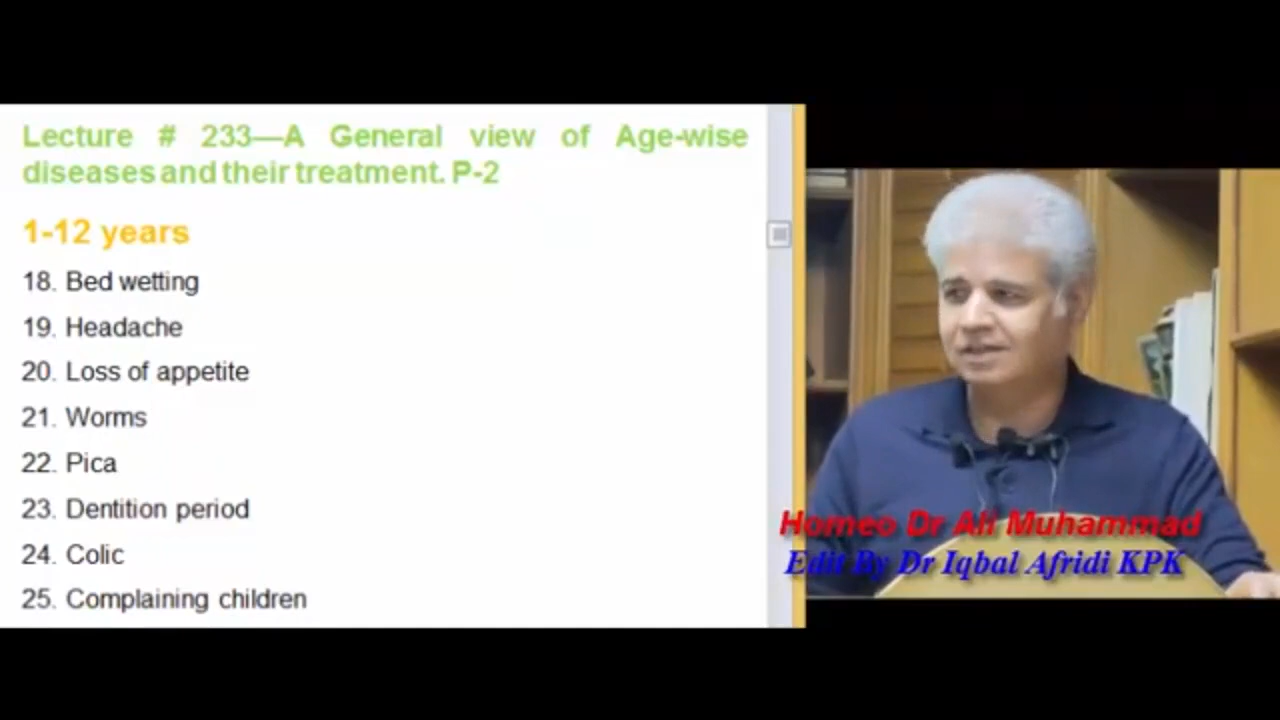 Lecture # 233—A General view of Age-wise
diseases and their treatment. P-2
1-12 years
18. Bed wetting
19. Headache
20. Loss of appetite
21. Worms
22. Pica
23. Dentition period
24. Colic
25. Complaining children
Homeo Dr Ali Muhammad
Edit By Dr Iqbal Afridi KPK